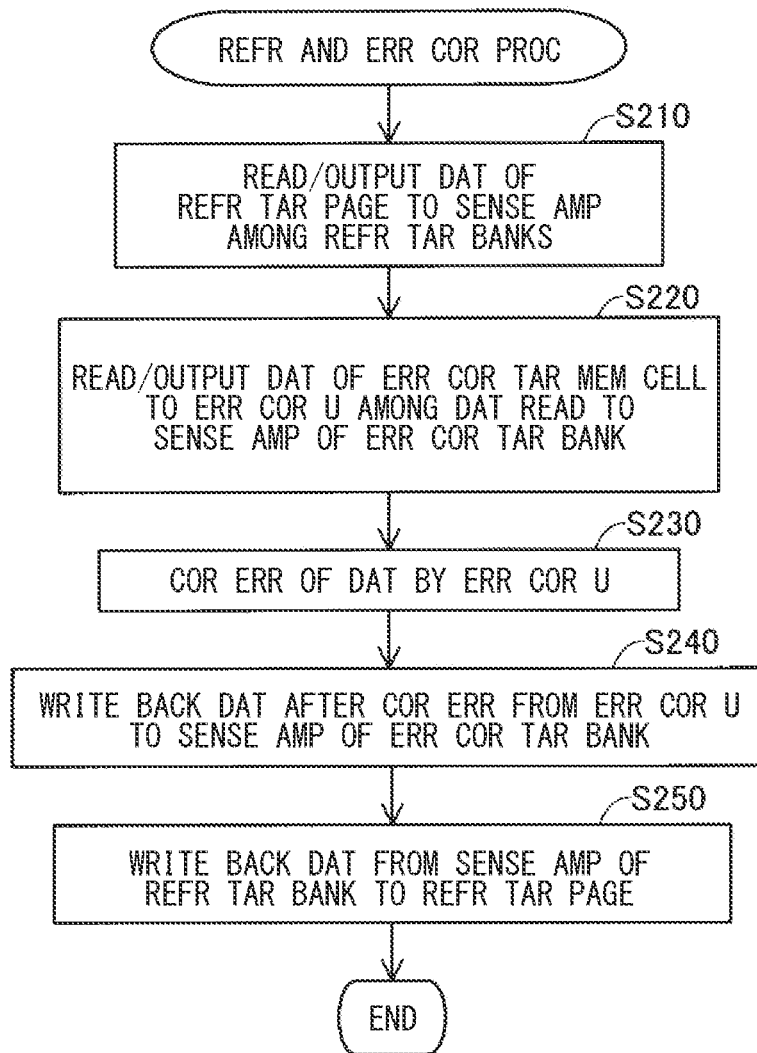 REFR AND ERR COR PROC
S210
READ/OUTPUT DAT OF
REFR TAR PAGE TO SENSE AMP
AMONG REFR TAR BANKS
S220
READ/OUTPUT DAT OF ERR COR TAR MEM CELL
TO ERR COR U AMONG DAT READ TO
SENSE AMP OF ERR COR TAR BANK
S230
COR ERR OF DAT BY ERR COR U
S240
WRITE BACK DAT AFTER COR ERR FROM ERR COR U
TO SENSE AMP OF ERR COR TAR BANK
S250
WRITE BACK DAT FROM SENSE AMP OF
REFR TAR BANK TO REFR TAR PAGE
END